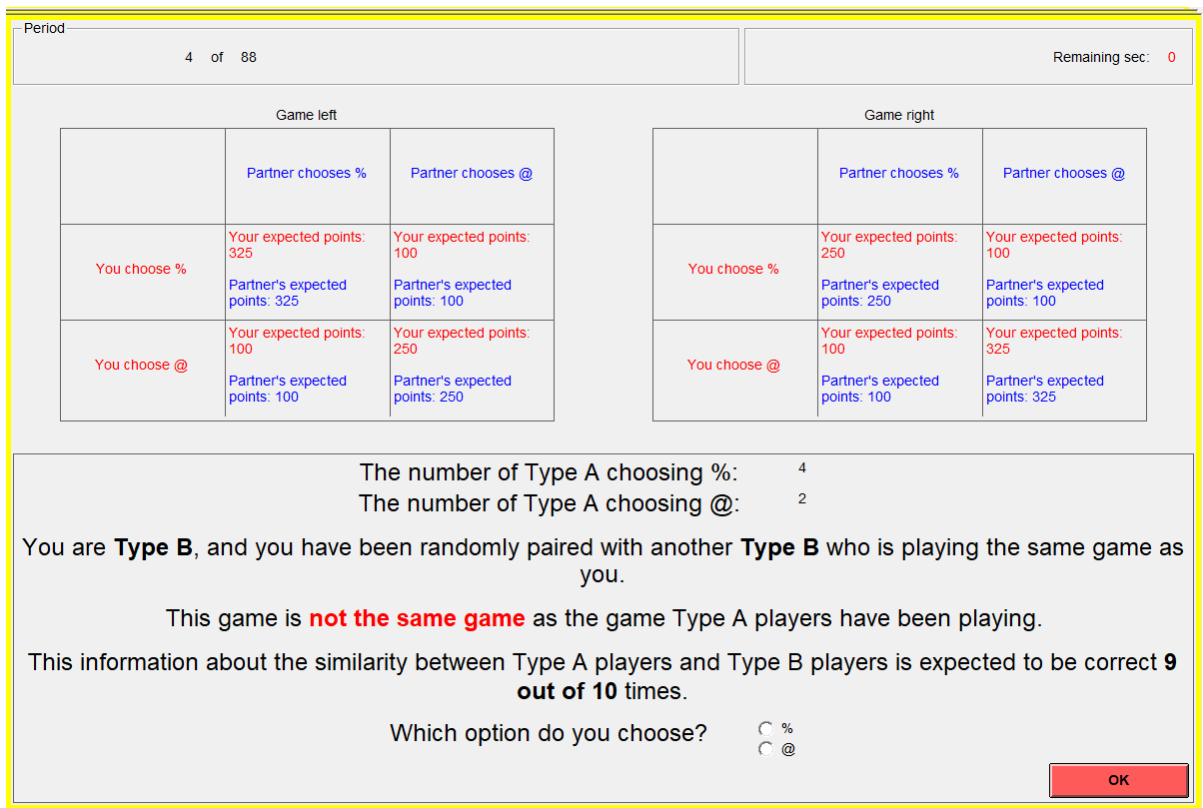 Period
4 of 88
Remaining sec: 0
Game left
Partner chooses %
Partner chooses @
You choose %
Your expected points:
325
Partner's expected
points: 325
Your expected points:
100
Partner's expected
points: 100
You choose @
Your expected points:
100
Partner's expected
points: 100
Your expected points:
250
Partner's expected
points: 250
Game right
Partner chooses %
Partner chooses @
You choose %
Your expected points:
250
Partner's expected
points: 250
Your expected points:
100
Partner's expected
points: 100
You choose @
Your expected points:
100
Partner's expected
points: 100
Your expected points:
325
Partner's expected
points: 325
The number of Type A choosing %: 4
The number of Type A choosing @: 2
You are Type B, and you have been randomly paired with another Type B who is playing the same game as
you.
This game is not the same game as the game Type A players have been playing.
This information about the similarity between Type A players and Type B players is expected to be correct 9
out of 10 times.
Which option do you choose?
%
@
OK